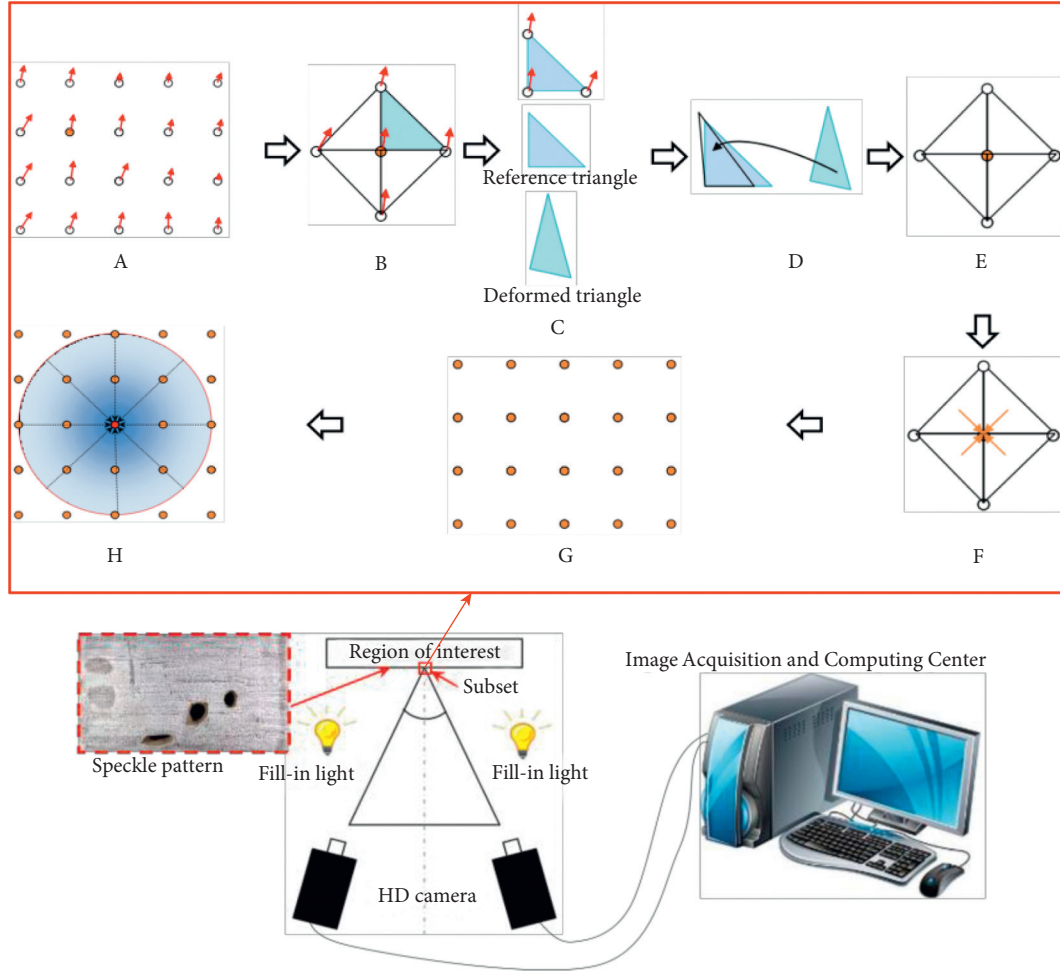 A
B
Reference triangle
Deformed triangle
C
D
E
H
G
F
Region of interest
Subset
Speckle pattern
Fill-in light
Fill-in light
HD camera
Image Acquisition and Computing Center